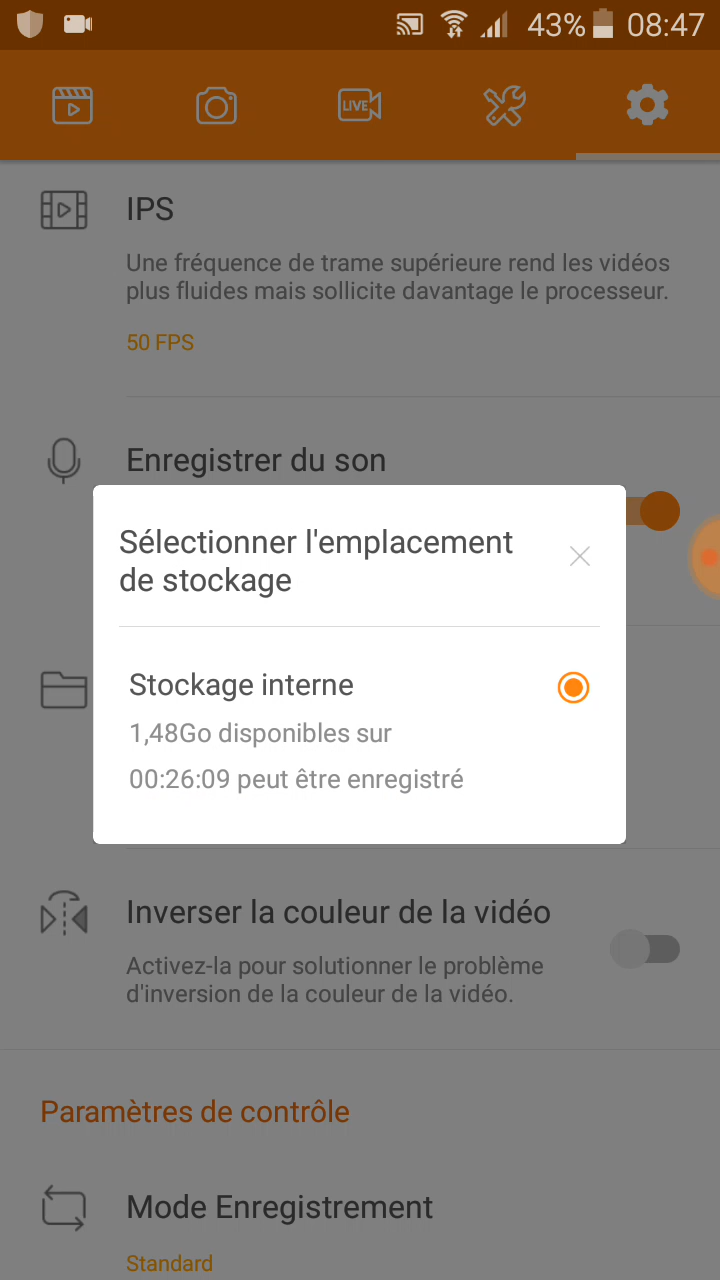 43% 08:47
LIVE
IPS
Une fréquence de trame supérieure rend les vidéos
plus fluides mais sollicite davantage le processeur.
50 FPS
Enregistrer du son
Sélectionner l'emplacement
de stockage
Stockage interne
1,48Go disponibles sur
00:26:09 peut être enregistré
Inverser la couleur de la vidéo
Activez-la pour solutionner le problème
d'inversion de la couleur de la vidéo.
Paramètres de contrôle
Mode Enregistrement
Standard